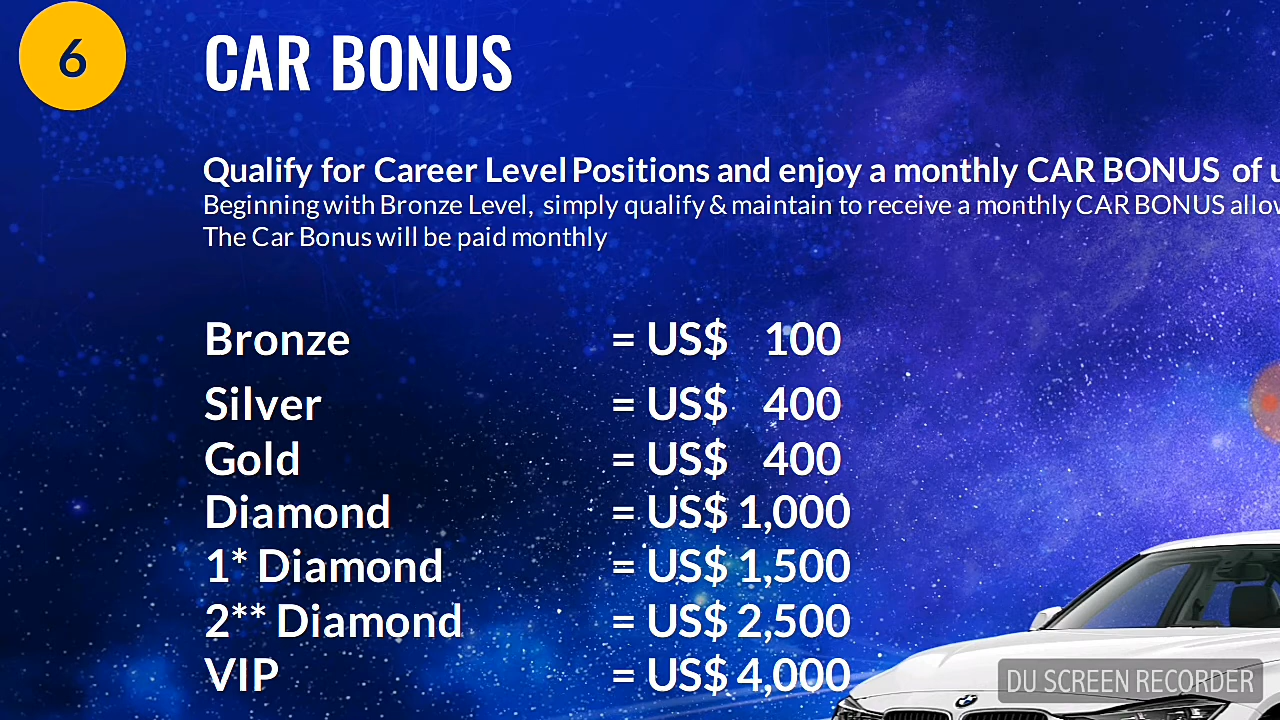 6
CAR BONUS
Qualify for Career Level Positions and enjoy a monthly CAR BONUS of
Beginning with Bronze Level, simply qualify & maintain to receive a monthly CAR BONUS
The Car Bonus will be paid monthly
Bronze = US$ 100
Silver = US$ 400
Gold = US$ 400
Diamond = US$ 1,000
1* Diamond = US$ 1,500
2** Diamond = US$ 2,500
VIP = US$ 4,000
DU SCREEN RECORDER